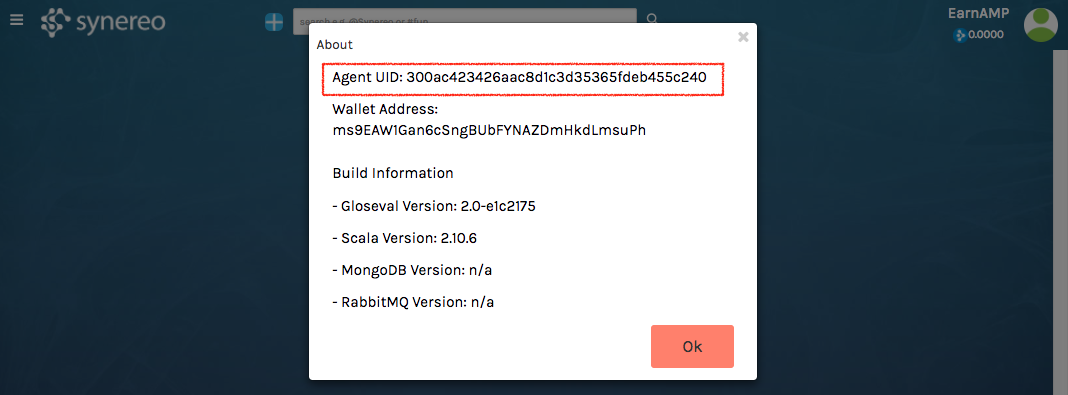 synereo
search e.g. @Synereo or #fun
EarnAMP
0.0000
About
Agent UID: 300ac423426aac8d1c3d35365fdeb455c240
Wallet Address:
ms9EAW1Gan6cSngBUbFYNAZDmHkdLmsuPh
Build Information
- Gloseval Version: 2.0-e1c2175
- Scala Version: 2.10.6
- MongoDB Version: n/a
- RabbitMQ Version: n/a
Ok